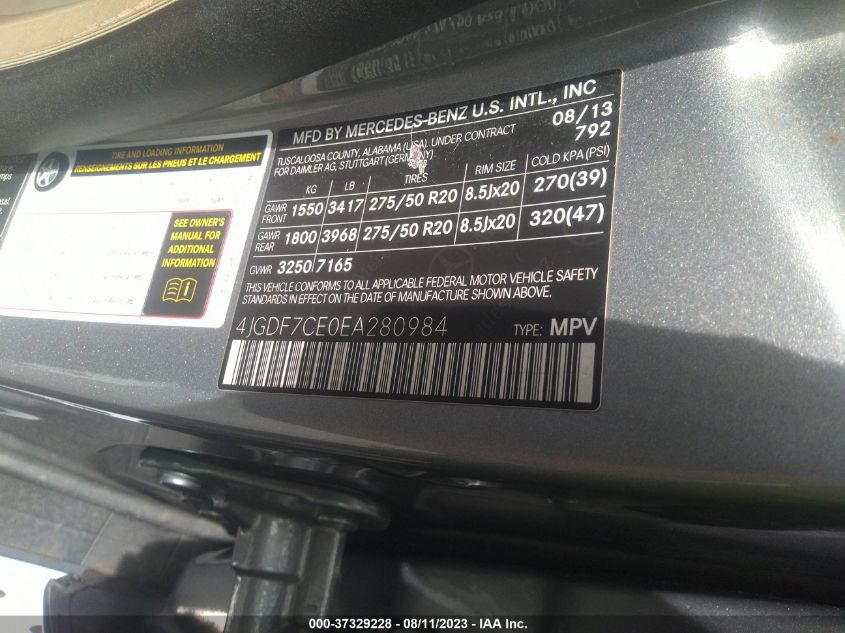 MFD BY MERCEDES-BENZ U.S. INTL., INC
TUSCALOOSA COUNTY, ALABAMA (USA), UNDER CONTRACT 08/13
FOR DAIMLER AG, STUTTGART (GERMANY) 792
KG LB TIRES RIM SIZE COLD KPA (PSI)
GAWR FRONT 1550 3417 275/50 R20 8.5Jx20 270(39)
GAWR REAR 1800 3968 275/50 R20 8.5Jx20 320(47)
GVWR 3250 7165
THIS VEHICLE CONFORMS TO ALL APPLICABLE FEDERAL MOTOR VEHICLE SAFETY
STANDARDS IN EFFECT ON THE DATE OF MANUFACTURE SHOWN ABOVE.
4JGDF7CE0EA280984 TYPE: MPV
TIRE AND LOADING INFORMATION
RENSEIGNEMENTS SUR LES PNEUS ET LE CHARGEMENT
SEE OWNER'S
MANUAL FOR
ADDITIONAL
INFORMATION
000-37329228 - 08/11/2023 - IAA Inc.